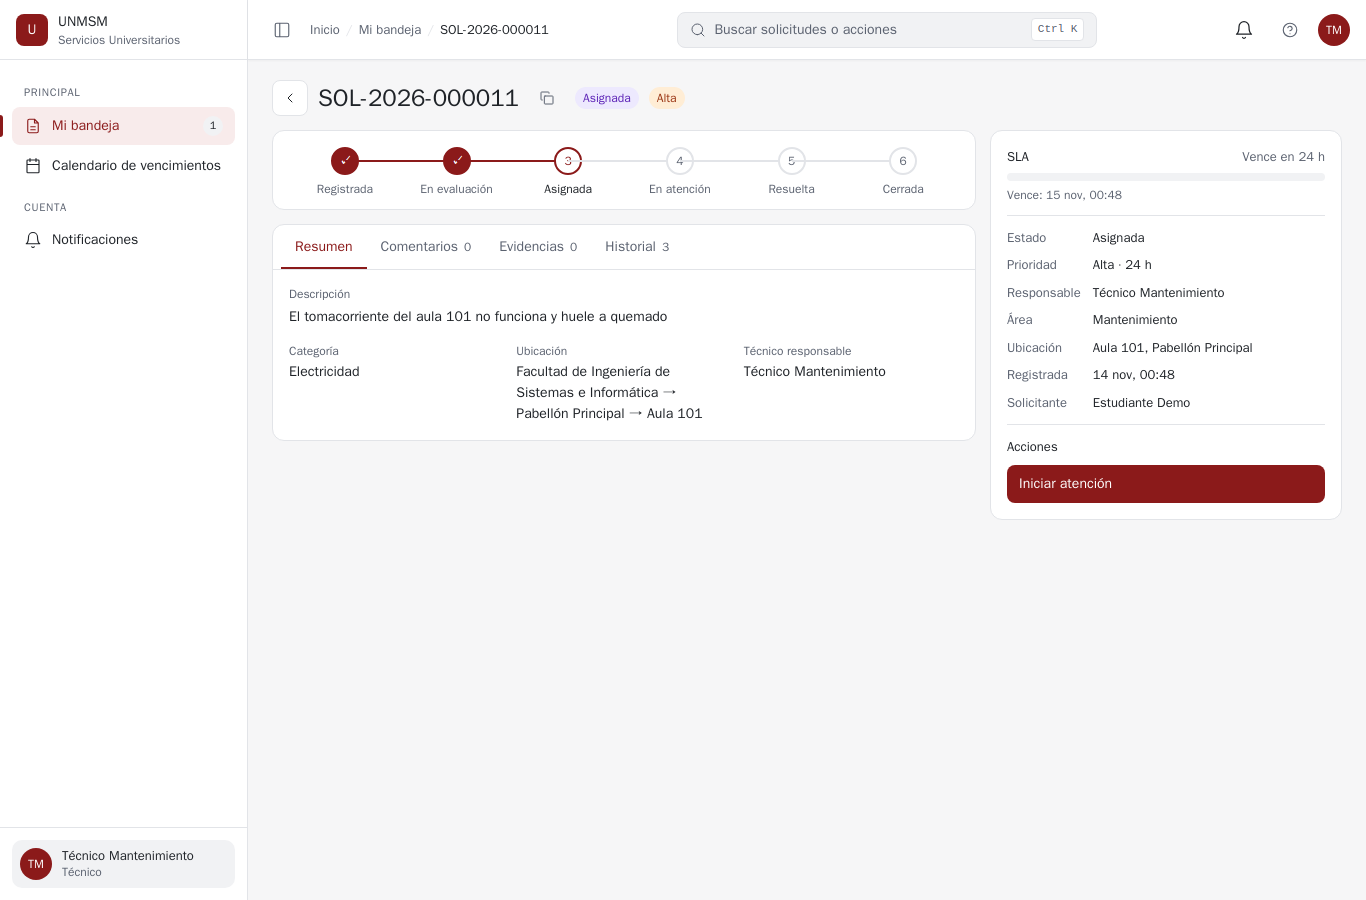 U
UNMSM
Servicios Universitarios
Inicio / Mi bandeja / SOL-2026-000011
Buscar solicitudes o acciones
Ctrl K
TM
PRINCIPAL
Mi bandeja 1
Calendario de vencimientos
CUENTA
Notificaciones
SOL-2026-000011
Asignada
Alta
3 4 5 6
Registrada En evaluación Asignada En atención Resuelta Cerrada
Resumen Comentarios 0 Evidencias 0 Historial 3
Descripción
El tomacorriente del aula 101 no funciona y huele a quemado
Categoría
Electricidad
Ubicación
Facultad de Ingeniería de
Sistemas e Informática →
Pabellón Principal → Aula 101
Técnico responsable
Técnico Mantenimiento
SLA Vence en 24 h
Vence: 15 nov, 00:48
Estado Asignada
Prioridad Alta · 24 h
Responsable Técnico Mantenimiento
Área Mantenimiento
Ubicación Aula 101, Pabellón Principal
Registrada 14 nov, 00:48
Solicitante Estudiante Demo
Acciones
Iniciar atención
TM
Técnico Mantenimiento
Técnico